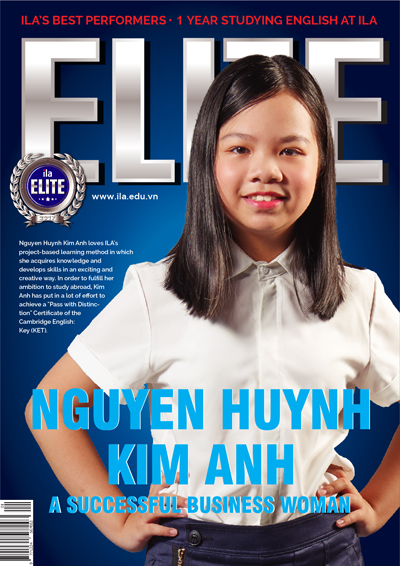 ILA'S BEST PERFORMERS • 1 YEAR STUDYING ENGLISH AT ILA
ELITE
ila
ELITE
www.ila.edu.vn
Nguyen Huynh Kim Anh loves ILA's
project-based learning method in which
she acquires knowledge and
develops skills in an exciting and
creative way. In order to fulfill her
ambition to study abroad, Kim
Anh has put in a lot of effort to
achieve a "Pass with Distinc-
tion" Certificate of the
Cambridge English:
Key (KET).
NGUYEN HUYNH
KIM ANH
A SUCCESSFUL BUSINESS WOMAN